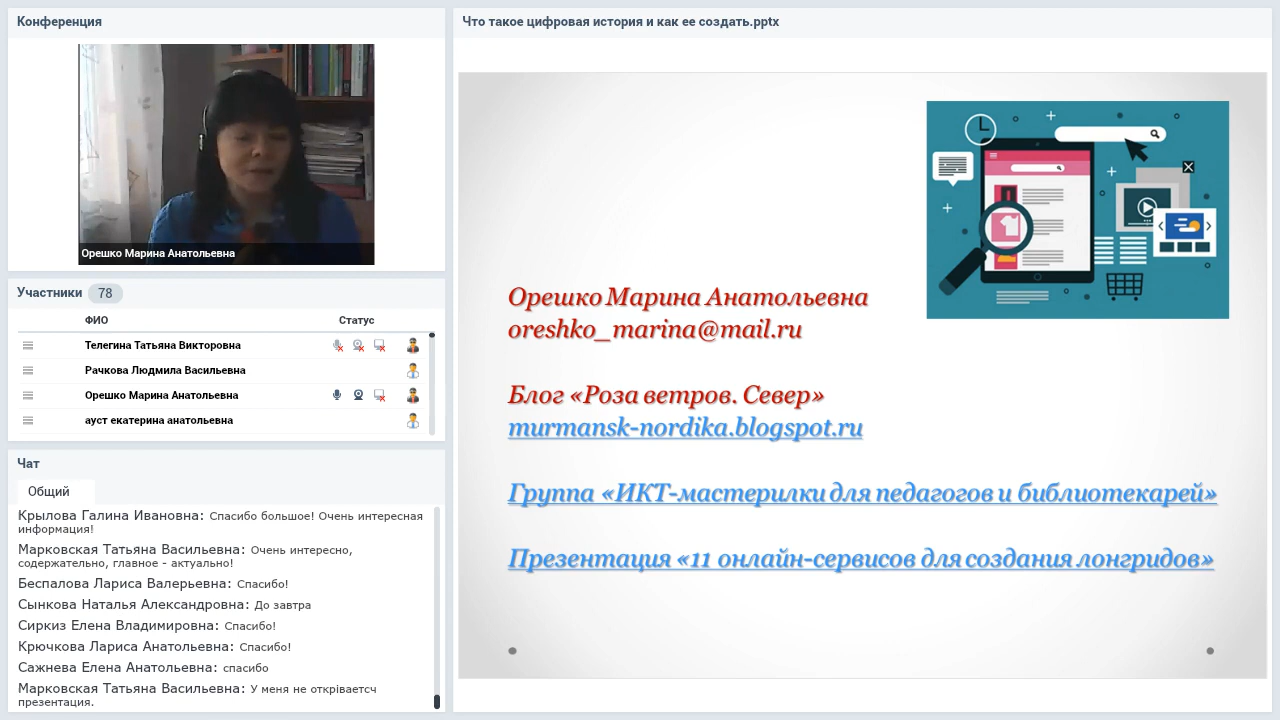 Конференция
Орешко Марина Анатольевна
Участники 78
ФИО Статус
Телегина Татьяна Викторовна
Рачкова Людмила Васильевна
Орешко Марина Анатольевна
ауст екатерина анатольевна
Чат
Общий
Крылова Галина Ивановна: Спасибо большое! Очень интересная
информация!
Марковская Татьяна Васильевна: Очень интересно,
содержательно, главное - актуально!
Беспалова Лариса Валерьевна: Спасибо!
Сынкова Наталья Александровна: До завтра
Сиркиз Елена Владимировна: Спасибо!
Крючкова Лариса Анатольевна: Спасибо!
Сажнева Елена Анатольевна: спасибо
Марковская Татьяна Васильевна: У меня не откріваетсч
презентация.
Что такое цифровая история и как ее создать.pptx
Орешко Марина Анатольевна
oreshko_marina@mail.ru
Блог «Роза ветров. Север»
murmansk-nordika.blogspot.ru
Группа «ИКТ-мастерилки для педагогов и библиотекарей»
Презентация «11 онлайн-сервисов для создания лонгридов»